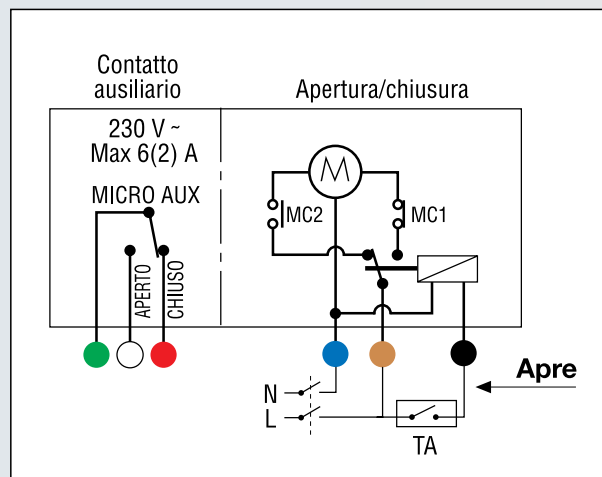 Contatto
ausiliario
Apertura/chiusura
230 V ~
Max 6(2) A
MICRO AUX
APERTO
CHIUSO
M
MC2
MC1
N
L
Apre
TA